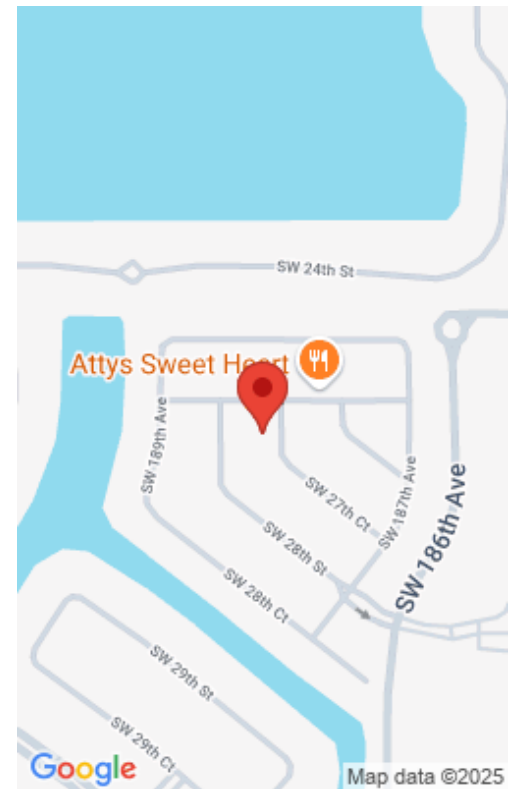 SW 24th St
Attys Sweet Heart
SW 189th Ave
SW 27th Ct
SW 187th Ave
SW 186th Ave
SW 28th St
SW 28th Ct
SW 29th St
SW 29th Ct
Google
Map data ©2025